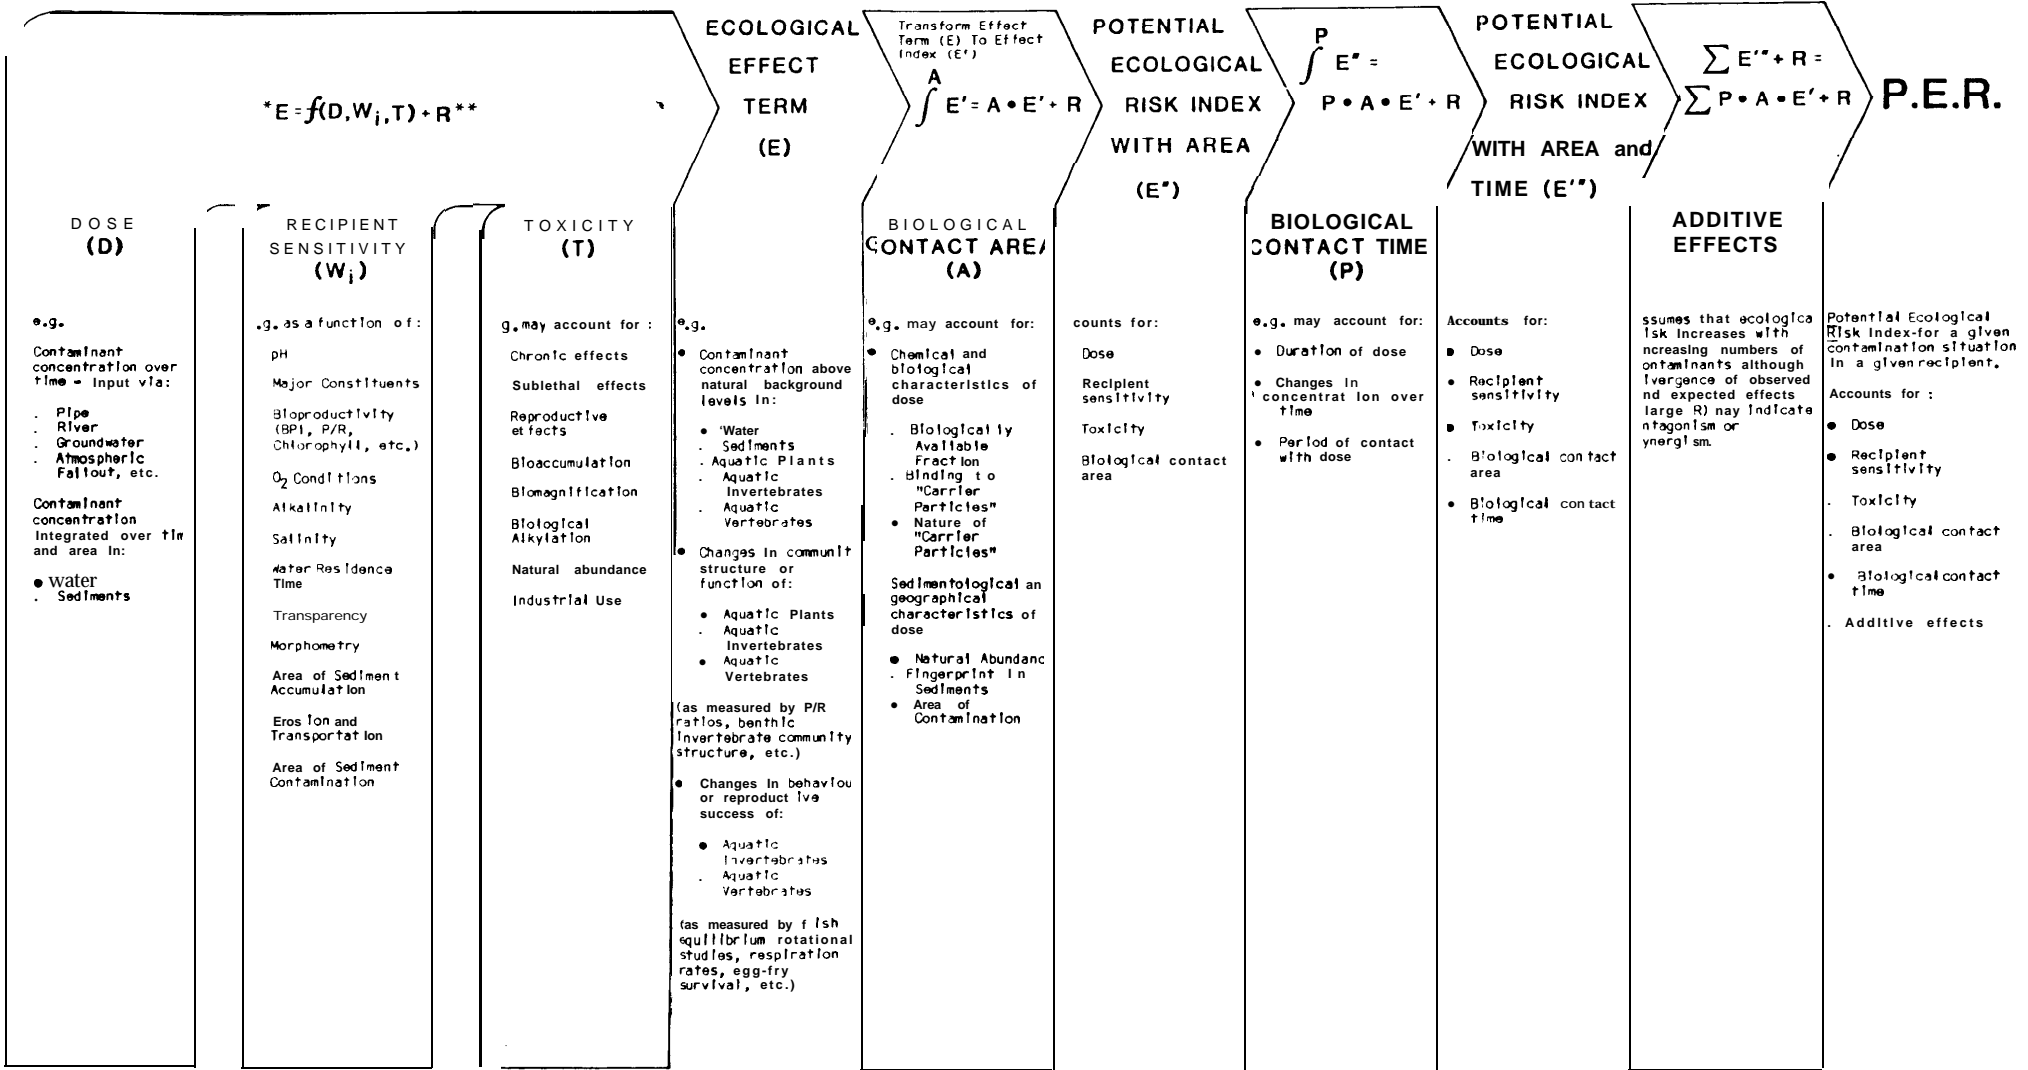 *E = f(D,Wi,T) + R**
ECOLOGICAL
EFFECT
TERM
(E)
Transform Effect
Term (E) To Effect
Index (E')
A
∫ E' = A • E' + R
POTENTIAL
ECOLOGICAL
RISK INDEX
WITH AREA
(E")
P
∫ E" =
P • A • E' + R
POTENTIAL
ECOLOGICAL
RISK INDEX
WITH AREA and
TIME (E'")
∑ E'" + R =
∑ P • A • E' + R
P.E.R.
DOSE
(D)
e.g.
Contaminant
concentration over
time - Input via:
. Pipe
. River
. Groundwater
. Atmospheric
Fallout, etc.
Contaminant
concentration
Integrated over tim
and area in:
• water
. Sediments
RECIPIENT
SENSITIVITY
(Wi)
.g. as a function of:
pH
Major Constituents
Bioproductivity
(BPI, P/R,
Chlorophyll, etc.)
O2 Conditions
Alkalinity
Salinity
Water Residence
Time
Transparency
Morphometry
Area of Sediment
Accumulation
Erosion and
Transportation
Area of Sediment
Contamination
TOXICITY
(T)
g. may account for :
Chronic effects
Sublethal effects
Reproductive
effects
Bioaccumulation
Biomagnification
Biological
Alkylation
Natural abundance
Industrial Use
e.g.
• Contaminant
concentration above
natural background
levels In:
• 'Water
. Sediments
. Aquatic Plants
. Aquatic
Invertebrates
. Aquatic
Vertebrates
• Changes In communit
structure or
function of:
• Aquatic Plants
. Aquatic
Invertebrates
• Aquatic
Vertebrates
(as measured by P/R
ratios, benthic
Invertebrate community
structure, etc.)
• Changes In behaviou
or reproductive
success of:
• Aquatic
Invertebrates
. Aquatic
Vertebrates
(as measured by fish
equilibrium rotational
studies, respiration
rates, egg-fry
survival, etc.)
BIOLOGICAL
CONTACT AREA
(A)
e.g. may account for:
• Chemical and
biological
characteristics of
dose
. Biologically
Available
Fraction
. Binding to
"Carrier
Particles"
• Nature of
"Carrier
Particles"
Sedimentological an
geographical
characteristics of
dose
• Natural Abundanc
. Fingerprint In
Sediments
• Area of
Contamination
counts for:
Dose
Recipient
sensitivity
Toxicity
Biological contact
area
BIOLOGICAL
CONTACT TIME
(P)
e.g. may account for:
• Duration of dose
• Changes In
concentration over
time
• Period of contact
with dose
Accounts for:
• Dose
• Recipient
sensitivity
• Toxicity
. Biological contact
area
• Biological contact
time
ADDITIVE
EFFECTS
ssumes that ecologica
isk Increases with
ncreasing numbers of
ontaminants although
ivergence of observed
nd expected effects
large R) nay indicate
ntagonism or
ynergism.
Potential Ecological
Risk Index-for a given
contamination situation
In a given recipient.
Accounts for :
• Dose
• Recipient
sensitivity
. Toxicity
. Biological contact
area
• Biological contact
time
. Additive effects